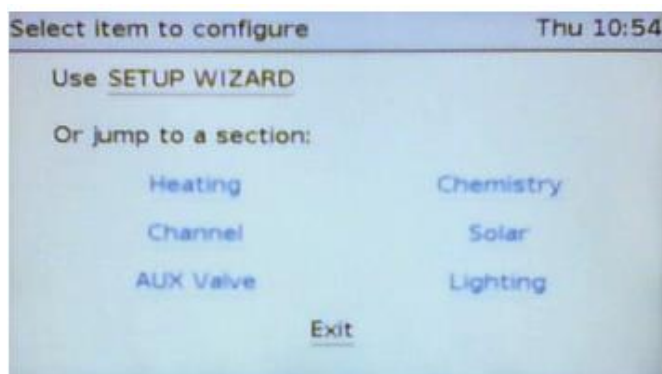 Select item to configure Thu 10:54
Use SETUP WIZARD
Or jump to a section:
Heating Chemistry
Channel Solar
AUX Valve Lighting
Exit